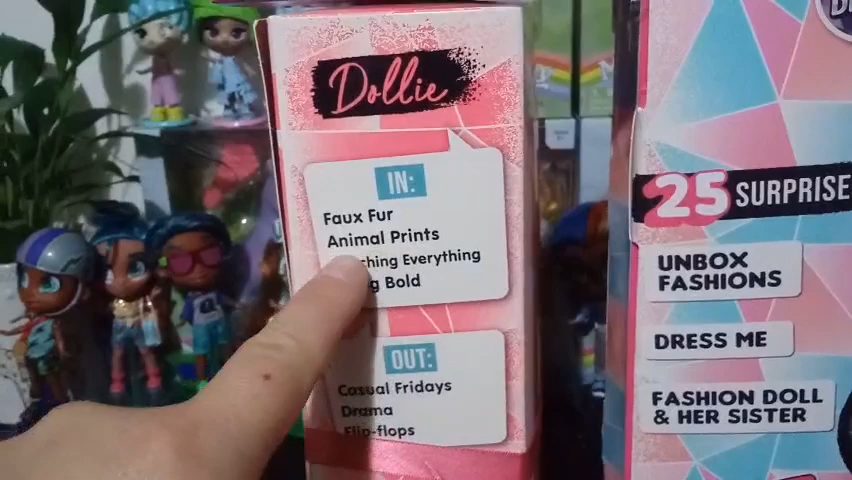 Dollie
IN:
Faux Fur
Animal Prints
ching Everything
g Bold
OUT:
Casual Fridays
Drama
Flip-flops
25 SURPRISE
UNBOX
FASHIONS
DRESS ME
FASHION DOLL
& HER SISTER